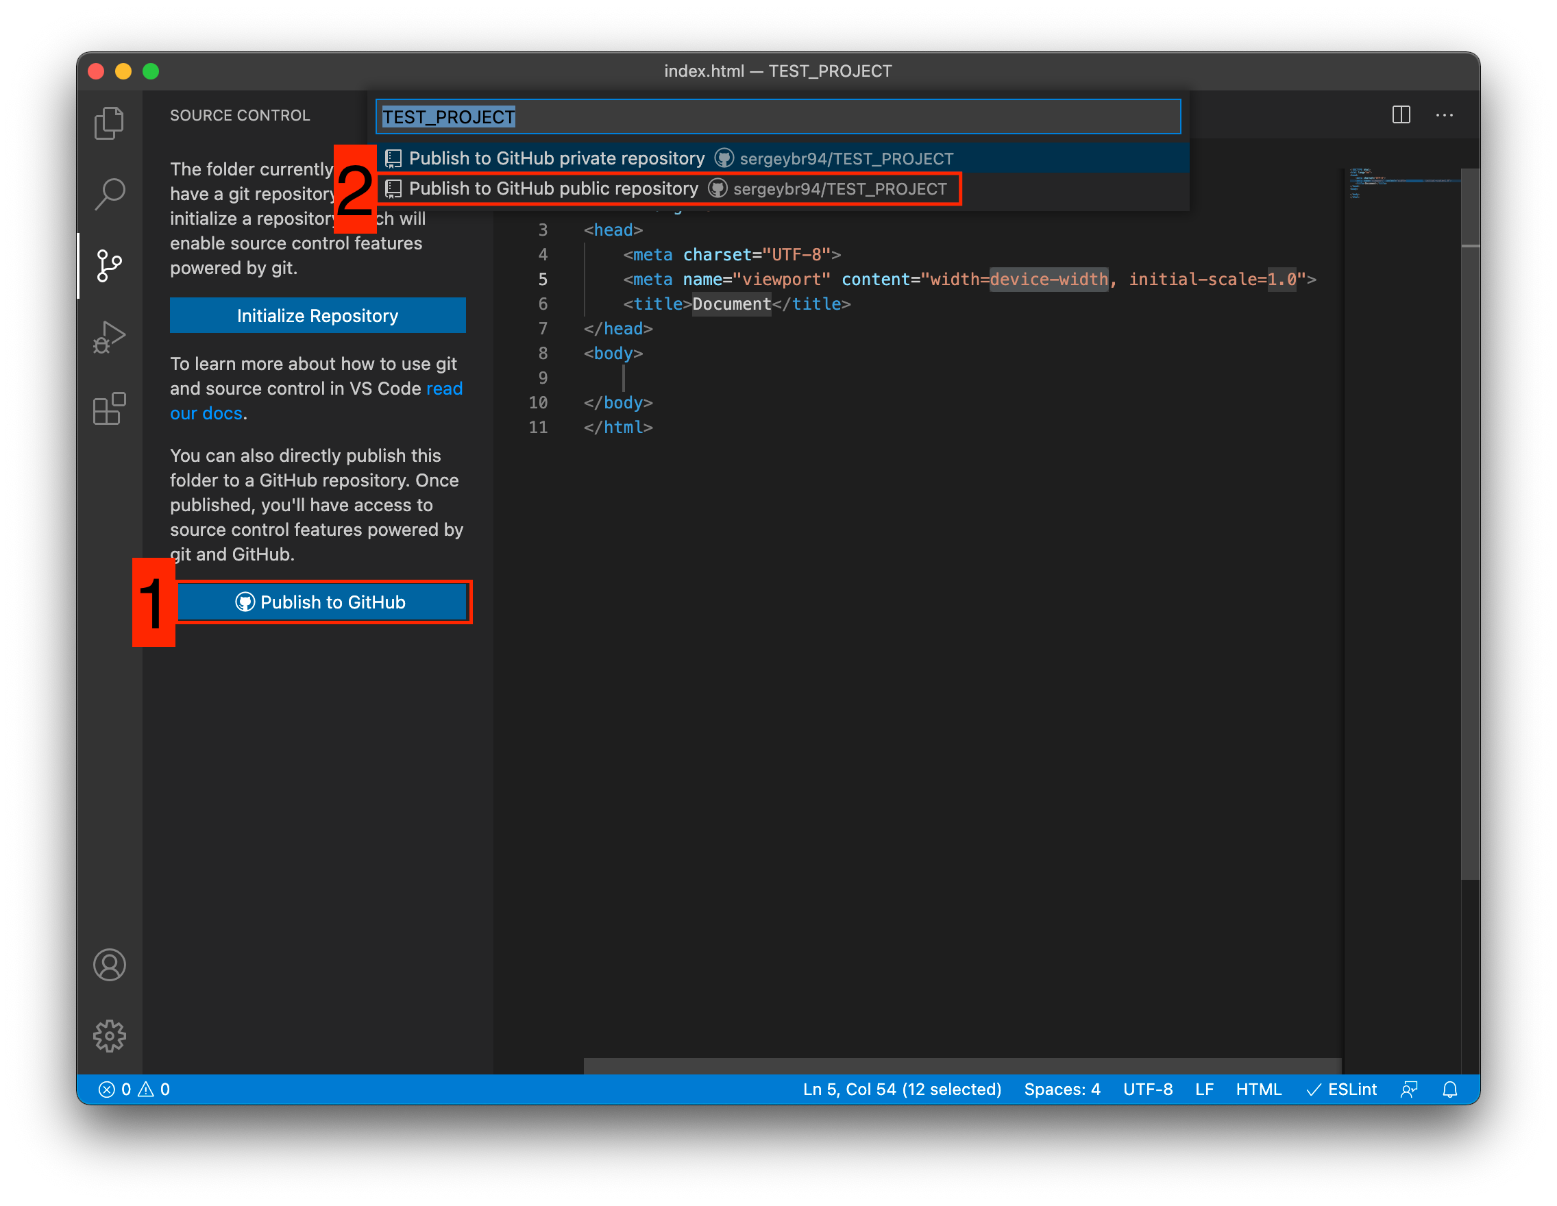 index.html — TEST_PROJECT
SOURCE CONTROL
TEST_PROJECT
Publish to GitHub private repository sergeybr94/TEST_PROJECT
2
Publish to GitHub public repository sergeybr94/TEST_PROJECT
The folder currently
have a git repository
initialize a repository ch will
enable source control features
powered by git.
Initialize Repository
To learn more about how to use git
and source control in VS Code read
our docs.
You can also directly publish this
folder to a GitHub repository. Once
published, you'll have access to
source control features powered by
git and GitHub.
1
Publish to GitHub
3 <head>
4 <meta charset="UTF-8">
5 <meta name="viewport" content="width=device-width, initial-scale=1.0">
6 <title>Document</title>
7 </head>
8 <body>
9
10 </body>
11 </html>
0 0
Ln 5, Col 54 (12 selected) Spaces: 4 UTF-8 LF HTML ESLint